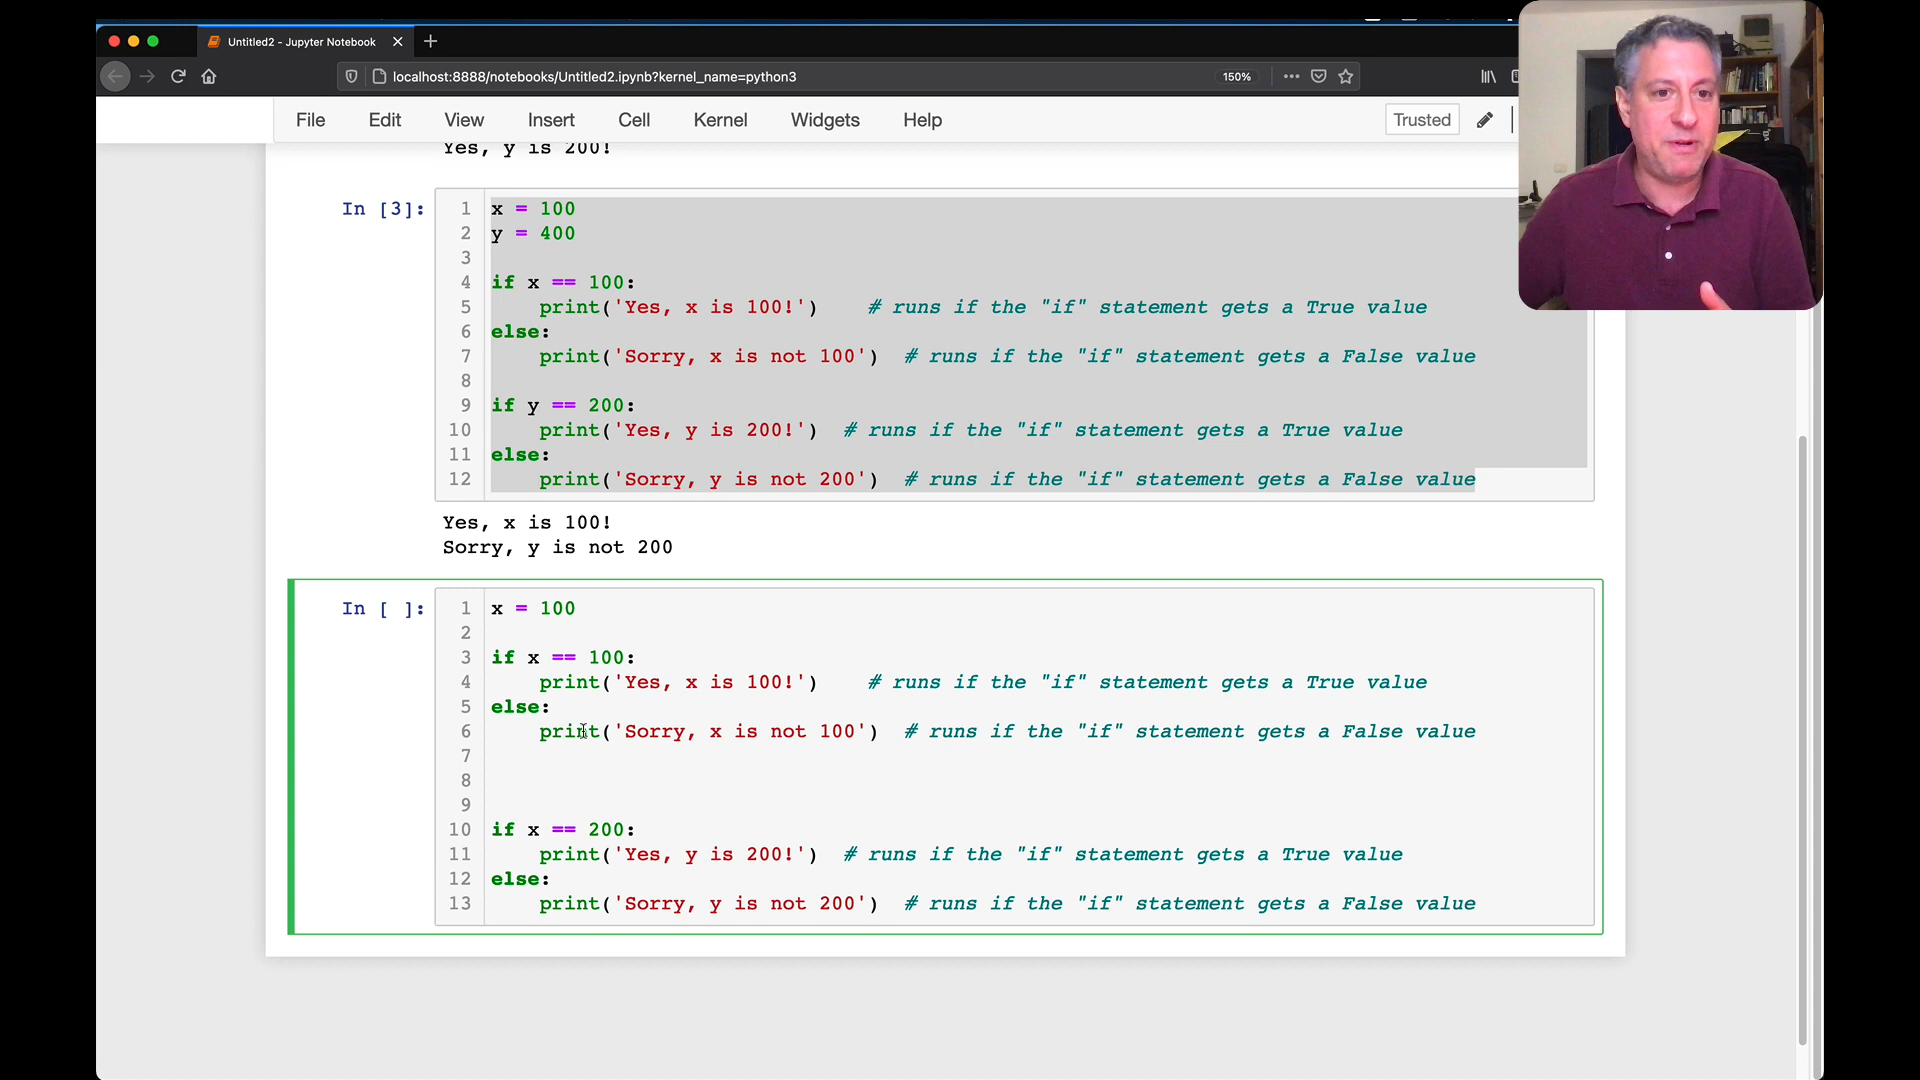 Untitled2 - Jupyter Notebook
localhost:8888/notebooks/Untitled2.ipynb?kernel_name=python3
150%
File Edit View Insert Cell Kernel Widgets Help
Trusted
Yes, y is 200!
In [3]:
1 x = 100
2 y = 400
3
4 if x == 100:
5     print('Yes, x is 100!')    # runs if the "if" statement gets a True value
6 else:
7     print('Sorry, x is not 100')  # runs if the "if" statement gets a False value
8
9 if y == 200:
10     print('Yes, y is 200!')  # runs if the "if" statement gets a True value
11 else:
12     print('Sorry, y is not 200')  # runs if the "if" statement gets a False value
Yes, x is 100!
Sorry, y is not 200
In [ ]:
1 x = 100
2
3 if x == 100:
4     print('Yes, x is 100!')    # runs if the "if" statement gets a True value
5 else:
6     print('Sorry, x is not 100')  # runs if the "if" statement gets a False value
7
8
9
10 if x == 200:
11     print('Yes, y is 200!')  # runs if the "if" statement gets a True value
12 else:
13     print('Sorry, y is not 200')  # runs if the "if" statement gets a False value